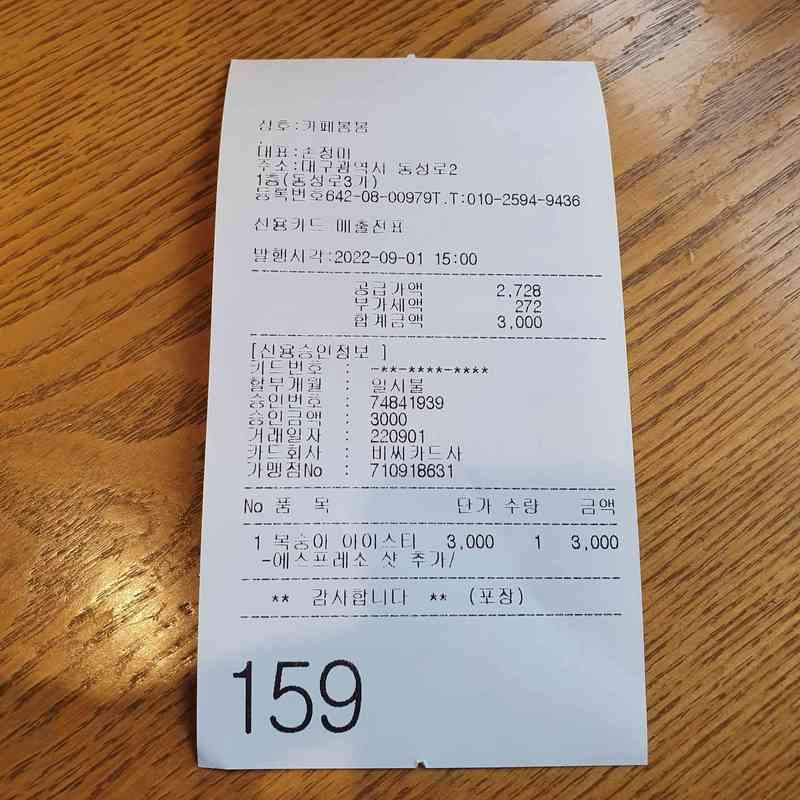 상호:카페봄봄
대표:손정미
주소:대구광역시 동성로2
1층(동성로3가)
등록번호642-08-00979T.T:010-2594-9436
신용카드 매출전표
발행시각:2022-09-01 15:00
공급가액 2,728
부가세액 272
합계금액 3,000
[신용승인정보 ]
카드번호 : -**-****-****
할부개월 : 일시불
승인번호 : 74841939
승인금액 : 3000
거래일자 : 220901
카드회사 : 비씨카드사
가맹점No : 710918631
No 품 목 단가 수량 금액
1 복숭아 아이스티 3,000 1 3,000
-에스프레소 샷 추가/
** 감사합니다 ** (포장)
159